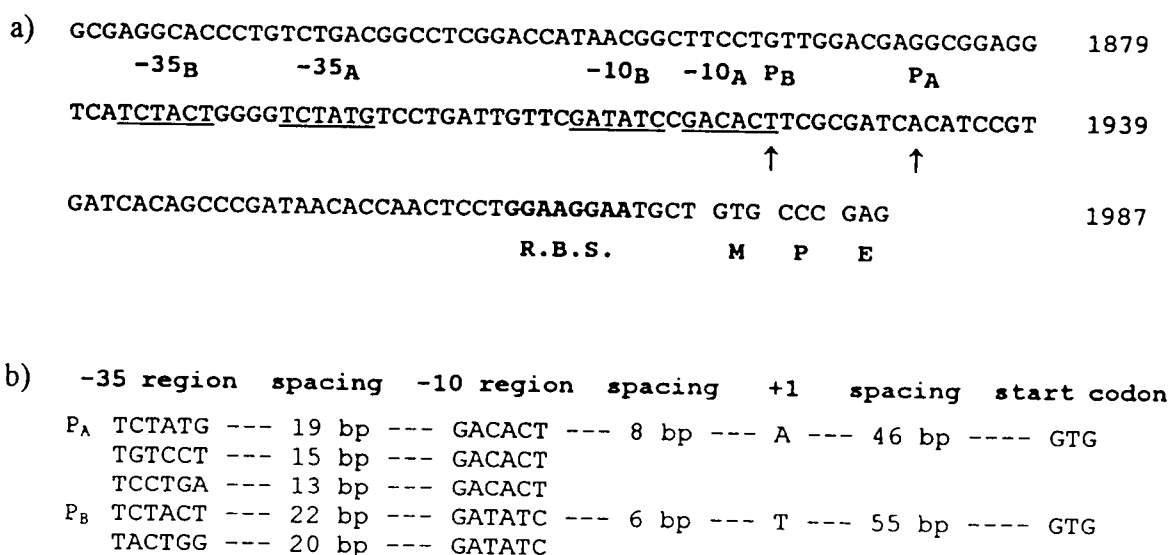 a) GCGAGGCACCCTGTCTGACGGCCTCGGACCATAACGGCTTCCTGTTGGACGAGGCGGAGG 1879
-35B -35A -10B -10A PB PA
TCATCTACTGGGGTCTATGTCCTGATTGTTCGATATCCGACACTTCGCGATCACATCCGT 1939
↑ ↑
GATCACAGCCCGATAACACCAACTCCTGGAAGGAATGCT GTG CCC GAG 1987
R.B.S. M P E
b) -35 region spacing -10 region spacing +1 spacing start codon
PA TCTATG --- 19 bp --- GACACT --- 8 bp --- A --- 46 bp ---- GTG
TGTCCT --- 15 bp --- GACACT
TCCTGA --- 13 bp --- GACACT
PB TCTACT --- 22 bp --- GATATC --- 6 bp --- T --- 55 bp ---- GTG
TACTGG --- 20 bp --- GATATC